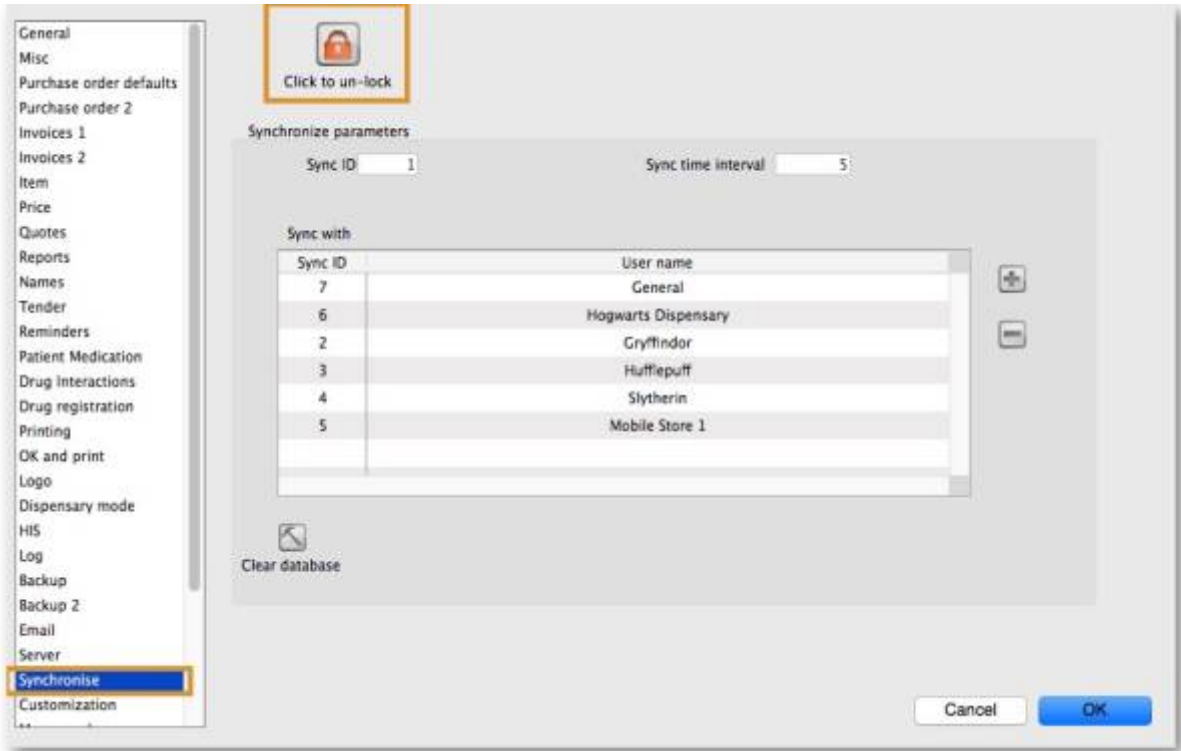 General
Misc
Purchase order defaults
Purchase order 2
Invoices 1
Invoices 2
Item
Price
Quotes
Reports
Names
Tender
Reminders
Patient Medication
Drug Interactions
Drug registration
Printing
OK and print
Logo
Dispensary mode
HIS
Log
Backup
Backup 2
Email
Server
Synchronise
Customization
Click to un-lock
Synchronize parameters
Sync ID 1 Sync time interval 5
Sync with
Sync ID User name
7 General
6 Hogwarts Dispensary
2 Gryffindor
3 Hufflepuff
4 Slytherin
5 Mobile Store 1
Clear database
Cancel OK